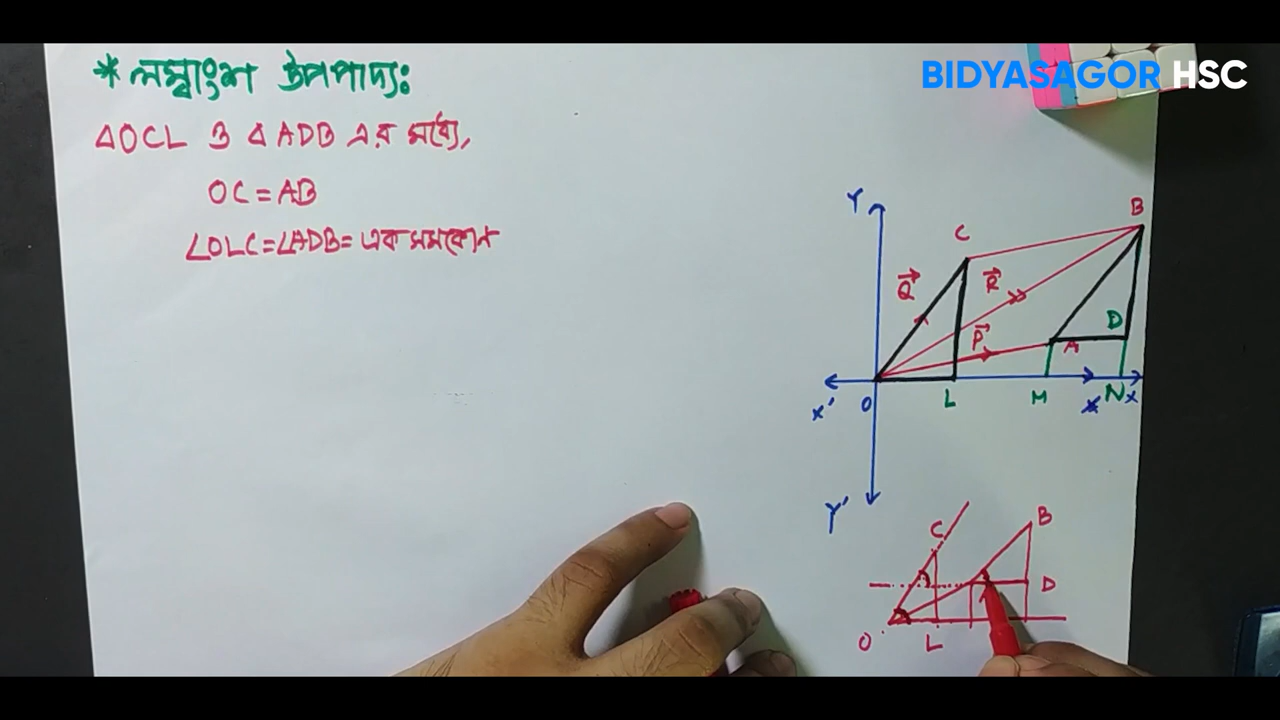 BIDYASAGOR HSC
* লম্বাংশ উপপাদ্যঃ
△OCL ও △ADB এর মধ্যে,
OC = AB
∠OLC = ∠ADB = এক সমকোণ
Y
B
C
Q⃗
R⃗
D
P⃗
A
X'
O
L
M
X
N
X
Y'
C
B
D
O
L